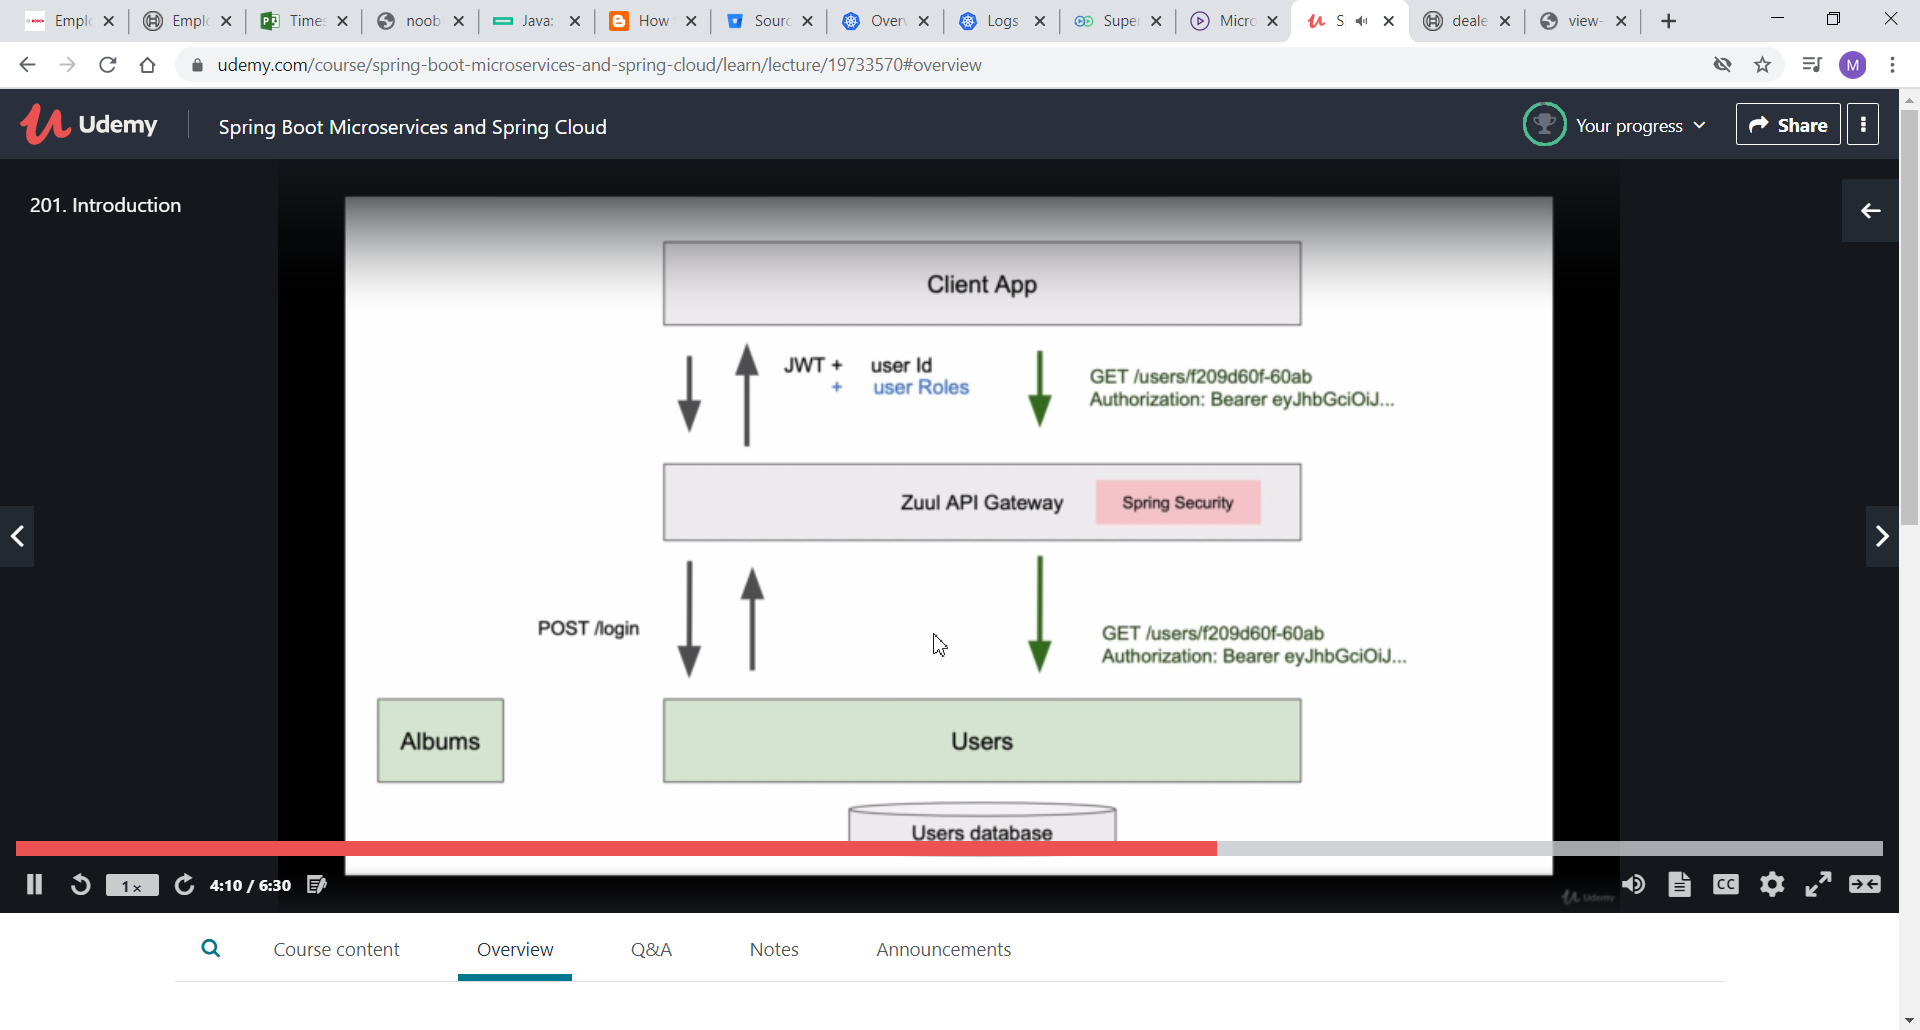 Emplo
Emplo
Times
noob
Java:
How
Sourc
Over
Logs
Super
Micro
S
deale
view-
udemy.com/course/spring-boot-microservices-and-spring-cloud/learn/lecture/19733570#overview
M
Udemy
Spring Boot Microservices and Spring Cloud
Your progress
Share
201. Introduction
Client App
JWT + user Id
+ user Roles
GET /users/f209d60f-60ab
Authorization: Bearer eyJhbGciOiJ...
Zuul API Gateway
Spring Security
POST /login
GET /users/f209d60f-60ab
Authorization: Bearer eyJhbGciOiJ...
Albums
Users
Users database
1x
4:10 / 6:30
CC
Udemy
Course content
Overview
Q&A
Notes
Announcements